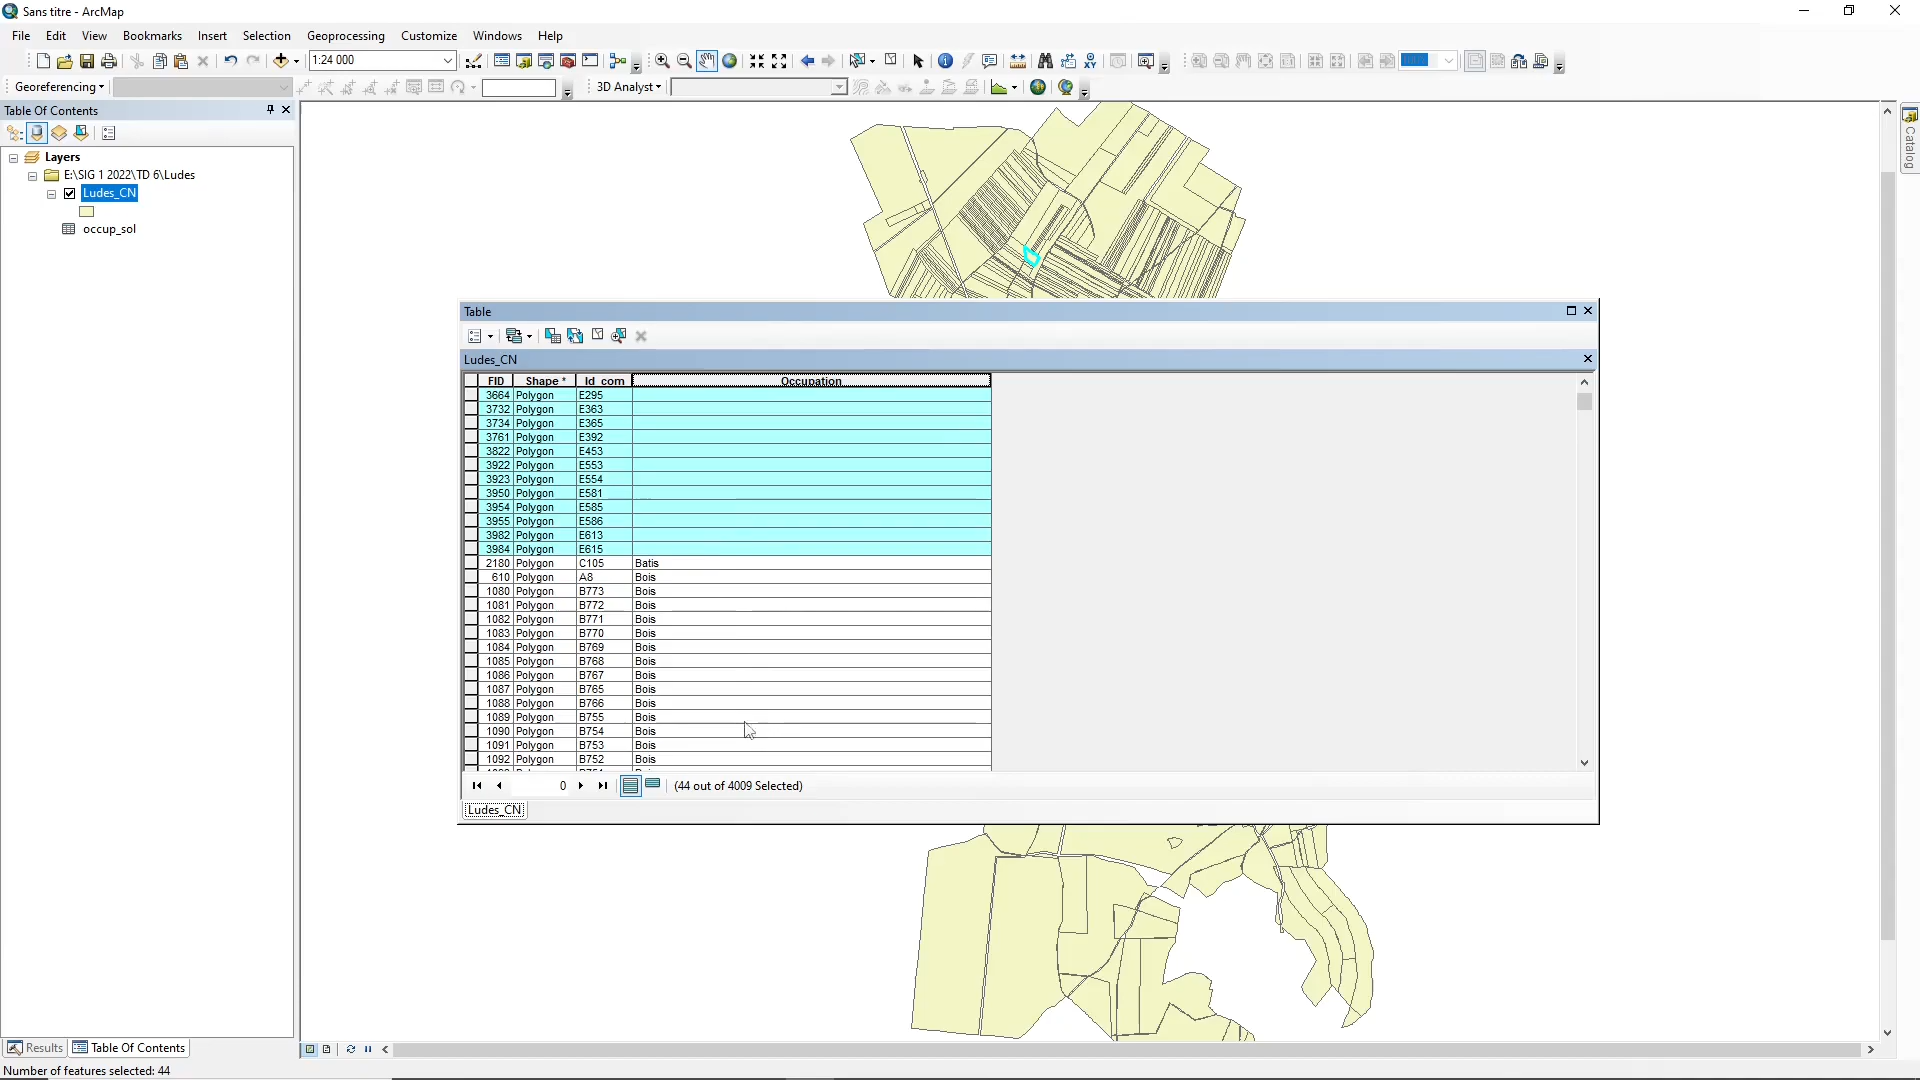 Sans titre - ArcMap
File Edit View Bookmarks Insert Selection Geoprocessing Customize Windows Help
1:24 000
Georeferencing 3D Analyst
Table Of Contents
Layers
E:\SIG 1 2022\TD 6\Ludes
Ludes_CN
occup_sol
Catalog
Table
Ludes_CN
FID Shape * Id_com Occupation
3664 Polygon E295
3732 Polygon E363
3734 Polygon E365
3761 Polygon E392
3822 Polygon E453
3922 Polygon E553
3923 Polygon E554
3950 Polygon E581
3954 Polygon E585
3955 Polygon E586
3982 Polygon E613
3984 Polygon E615
2180 Polygon C105 Batis
610 Polygon A8 Bois
1080 Polygon B773 Bois
1081 Polygon B772 Bois
1082 Polygon B771 Bois
1083 Polygon B770 Bois
1084 Polygon B769 Bois
1085 Polygon B768 Bois
1086 Polygon B767 Bois
1087 Polygon B765 Bois
1088 Polygon B766 Bois
1089 Polygon B755 Bois
1090 Polygon B754 Bois
1091 Polygon B753 Bois
1092 Polygon B752 Bois
0 (44 out of 4009 Selected)
Ludes_CN
Results Table Of Contents
Number of features selected: 44